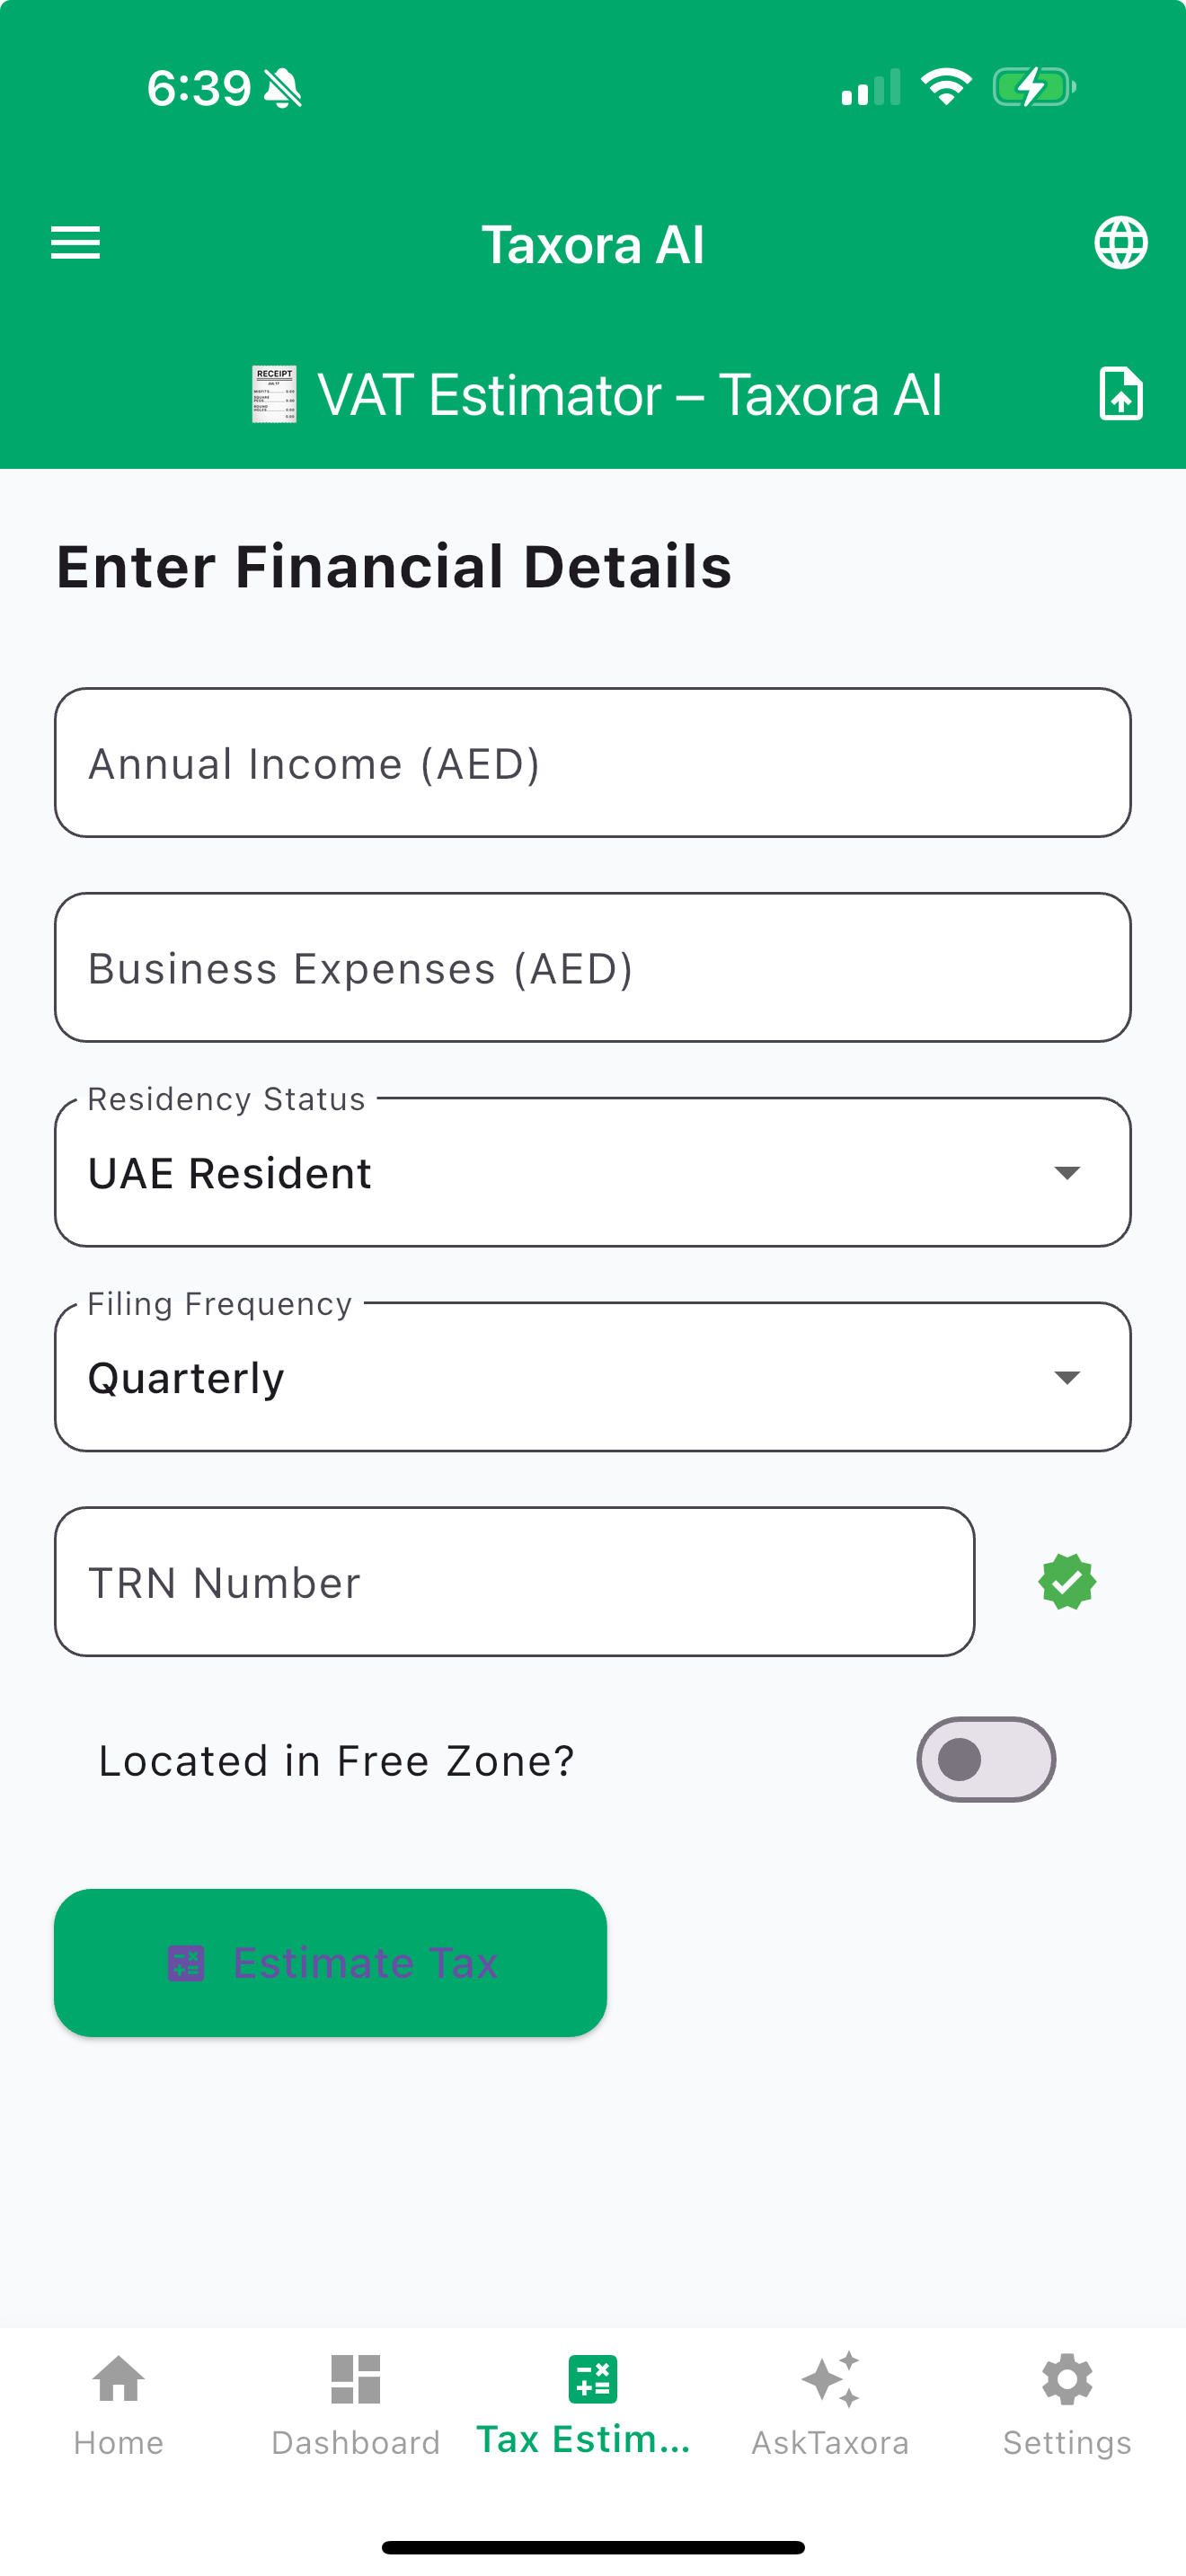 6:39
Taxora AI
RECEIPT
VAT Estimator – Taxora AI
Enter Financial Details
Annual Income (AED)
Business Expenses (AED)
Residency Status
UAE Resident
Filing Frequency
Quarterly
TRN Number
Located in Free Zone?
Estimate Tax
Home
Dashboard
Tax Estim...
AskTaxora
Settings